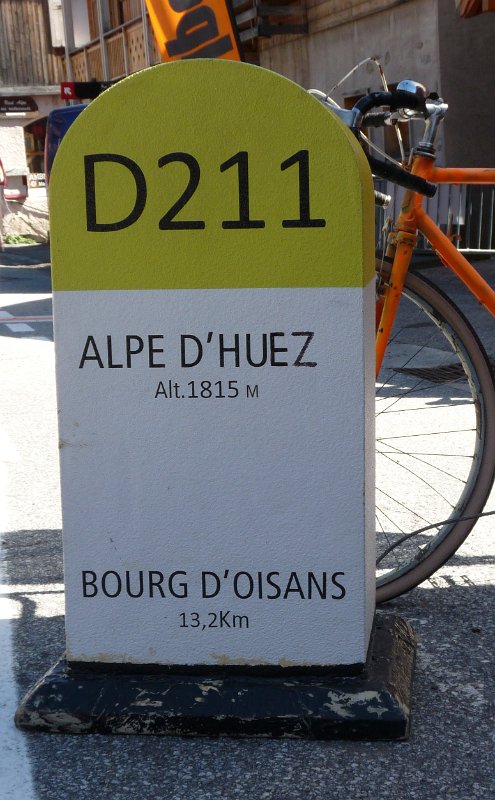 D211
ALPE D'HUEZ
Alt.1815 M
BOURG D'OISANS
13,2Km